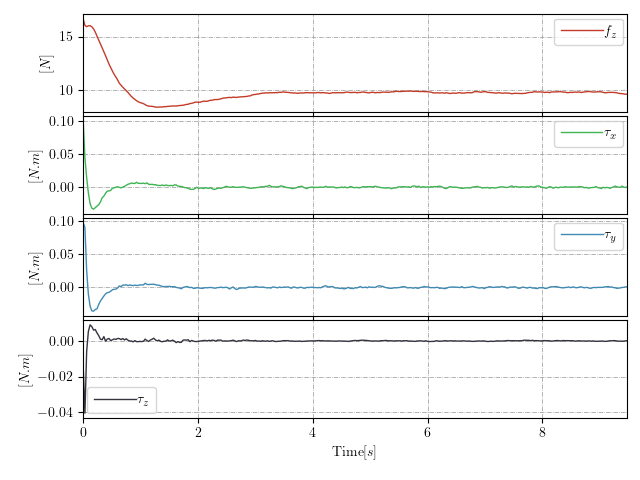 15
10
[N]
f_z
0.10
0.05
0.00
[N.m]
τ_x
0.10
0.05
0.00
[N.m]
τ_y
0.00
−0.02
−0.04
[N.m]
τ_z
0 2 4 6 8
Time[s]